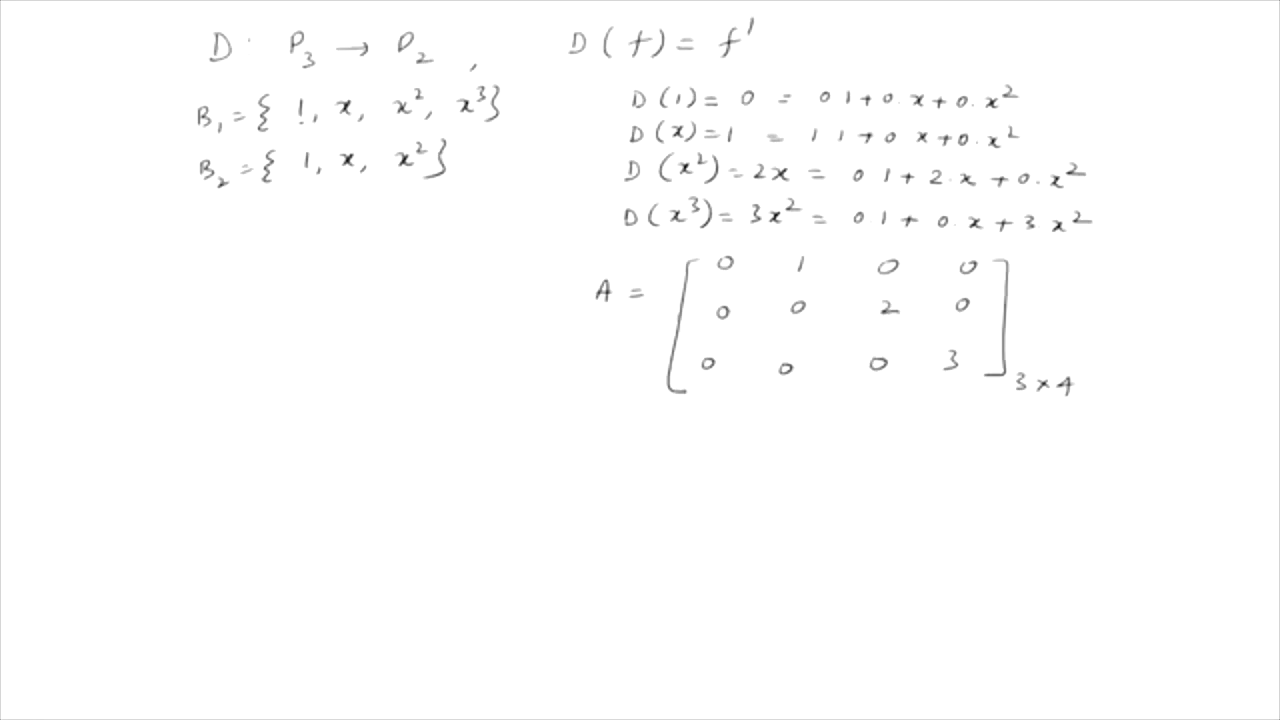 D : P₃ → P₂ , D(f) = f'
B₁ = { 1, x, x², x³}
B₂ = { 1, x, x² }
D(1) = 0 = 0 1 + 0. x + 0. x²
D(x) = 1 = 1 1 + 0 x + 0. x²
D(x²) = 2x = 0 1 + 2. x + 0. x²
D(x³) = 3x² = 0 1 + 0. x + 3 x²
A = [ 0 1 0 0
0 0 2 0
0 0 0 3 ]₃ₓ₄